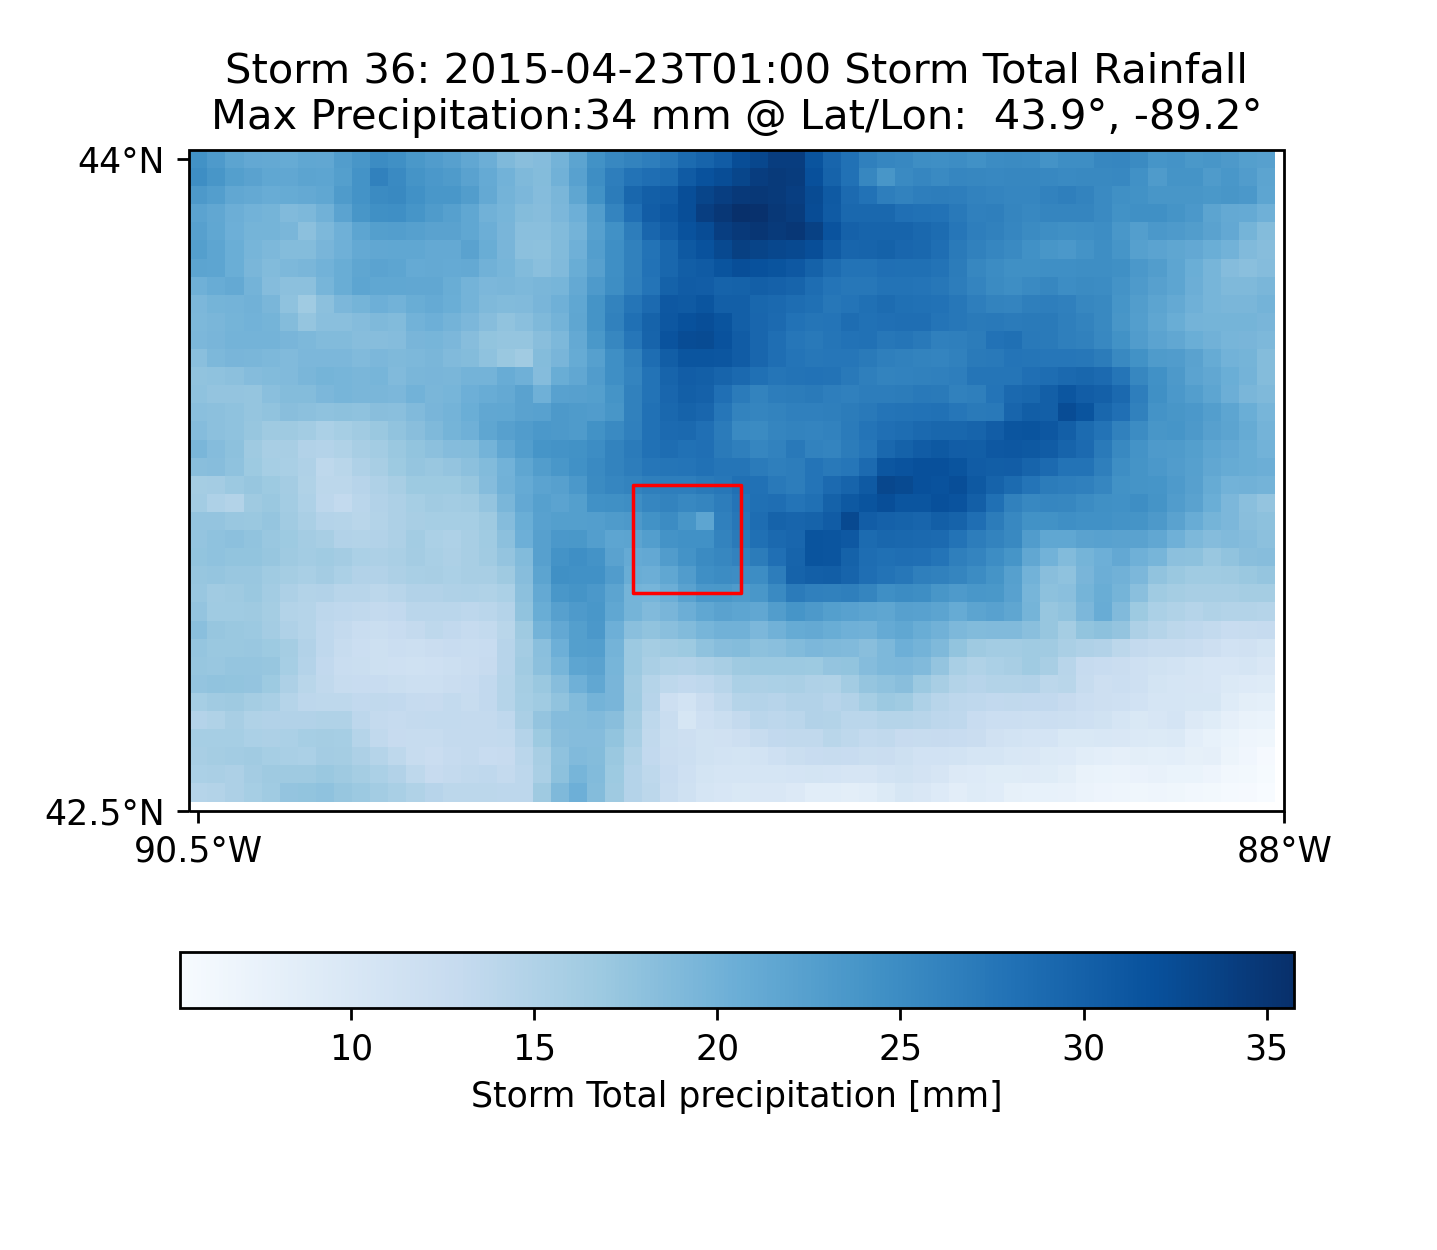 Storm 36: 2015-04-23T01:00 Storm Total Rainfall
Max Precipitation:34 mm @ Lat/Lon:  43.9°, -89.2°
44°N
42.5°N
90.5°W 88°W
10 15 20 25 30 35
Storm Total precipitation [mm]